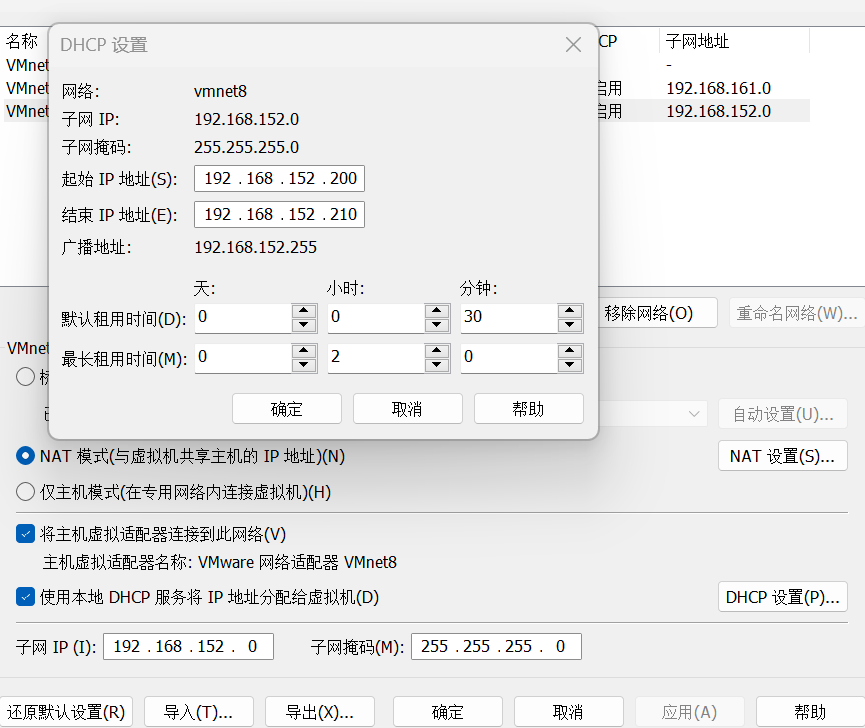 名称
DHCP 设置
CP
子网地址
VMnet
-
VMnet
启用
192.168.161.0
VMnet
启用
192.168.152.0
网络:
vmnet8
子网 IP:
192.168.152.0
子网掩码:
255.255.255.0
起始 IP 地址(S):
192 . 168 . 152 . 200
结束 IP 地址(E):
192 . 168 . 152 . 210
广播地址:
192.168.152.255
天:
小时:
分钟:
默认租用时间(D):
0
0
30
最长租用时间(M):
0
2
0
确定
取消
帮助
移除网络(O)
重命名网络(W)...
VMnet
自动设置(U)...
NAT 模式(与虚拟机共享主机的 IP 地址)(N)
NAT 设置(S)...
仅主机模式(在专用网络内连接虚拟机)(H)
将主机虚拟适配器连接到此网络(V)
主机虚拟适配器名称: VMware 网络适配器 VMnet8
使用本地 DHCP 服务将 IP 地址分配给虚拟机(D)
DHCP 设置(P)...
子网 IP (I):
192 . 168 . 152 . 0
子网掩码(M):
255 . 255 . 255 . 0
还原默认设置(R)
导入(T)...
导出(X)...
确定
取消
应用(A)
帮助